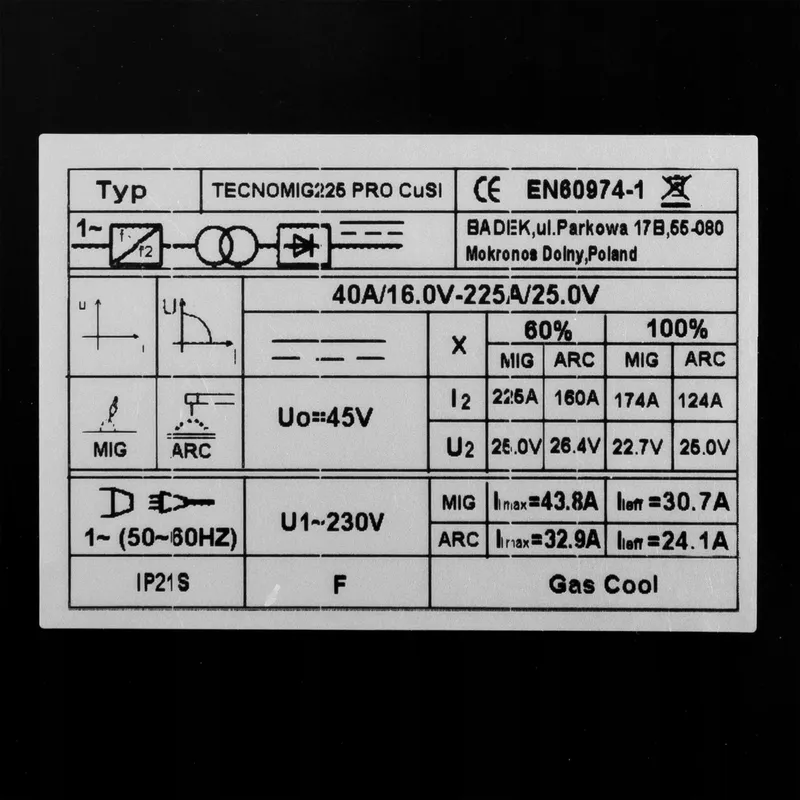 Typ TECNOMIG225 PRO CuSI CE EN60974-1
1~ f1 f2 BADEK,ul.Parkowa 17B,55-080
Mokronos Dolny,Poland
40A/16.0V-225A/25.0V
U I U I X 60% 100%
MIG ARC MIG ARC
MIG ARC Uo=45V I2 225A 160A 174A 124A
U2 25.0V 26.4V 22.7V 25.0V
1~ (50~60HZ) U1~230V MIG I1max=43.8A I1eff=30.7A
ARC I1max=32.9A I1eff=24.1A
IP21S F Gas Cool